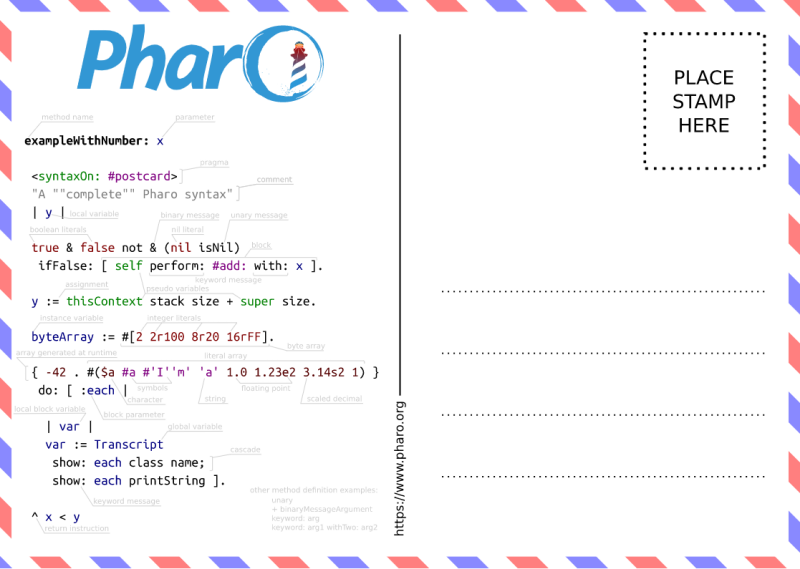 Pharo
PLACE
STAMP
HERE
method name
parameter
exampleWithNumber: x
pragma
<syntaxOn: #postcard>
comment
"A ""complete"" Pharo syntax"
| y |
local variable
binary message
unary message
boolean literals
nil literal
true & false not & (nil isNil)
block
ifFalse: [ self perform: #add: with: x ].
keyword message
assignment
pseudo variables
y := thisContext stack size + super size.
instance variable
integer literals
byteArray := #[2 2r100 8r20 16rFF].
byte array
array generated at runtime
literal array
{ -42 . #($a #a #'I''m' 'a' 1.0 1.23e2 3.14s2 1) }
symbols
floating point
do: [ :each |
character
string
scaled decimal
local block variable
block parameter
| var |
global variable
var := Transcript
cascade
show: each class name;
show: each printString ].
keyword message
other method definition examples:
unary
+ binaryMessageArgument
keyword: arg
keyword: arg1 withTwo: arg2
^ x < y
return instruction
https://www.pharo.org